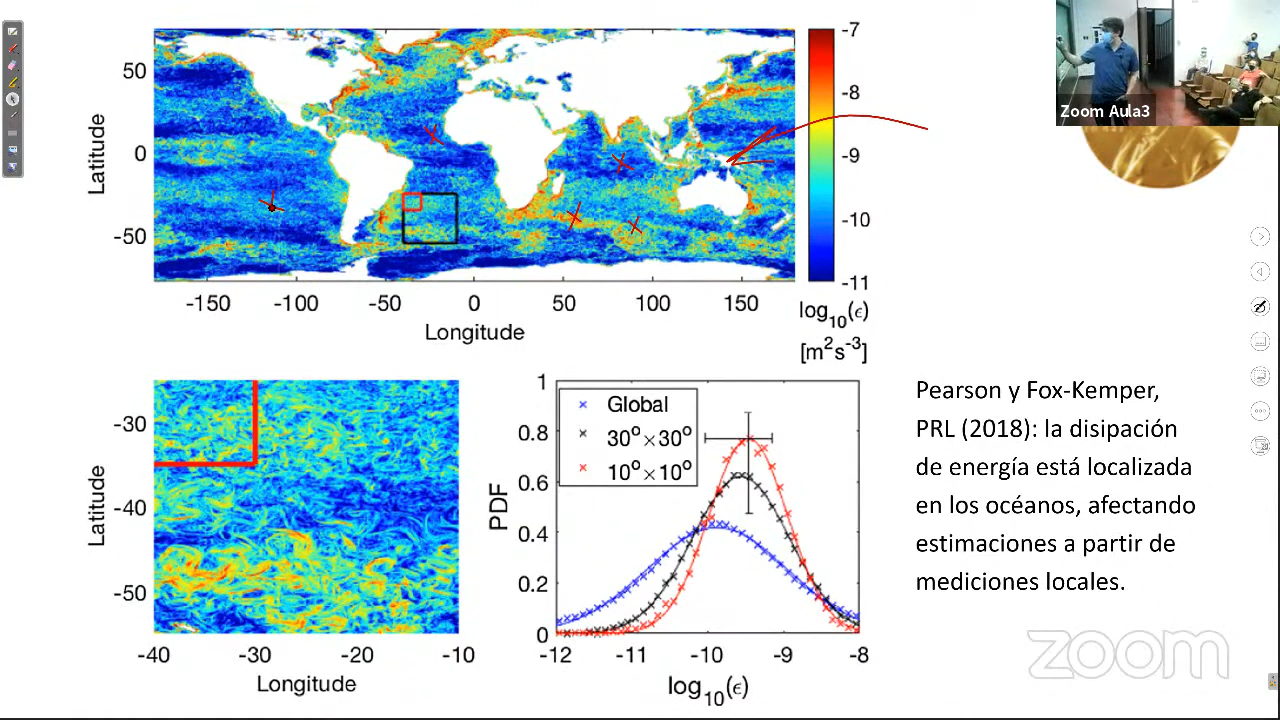 50
0
-50
Latitude
-150
-100
-50
0
50
100
150
Longitude
-7
-8
-9
-10
-11
log10(ϵ)
[m²s⁻³]
Zoom Aula3
-30
-40
-50
Latitude
-40
-30
-20
-10
Longitude
1
0.8
0.6
0.4
0.2
0
PDF
Global
30°×30°
10°×10°
-12
-11
-10
-9
-8
log10(ϵ)
Pearson y Fox-Kemper,
PRL (2018): la disipación
de energía está localizada
en los océanos, afectando
estimaciones a partir de
mediciones locales.
zoom